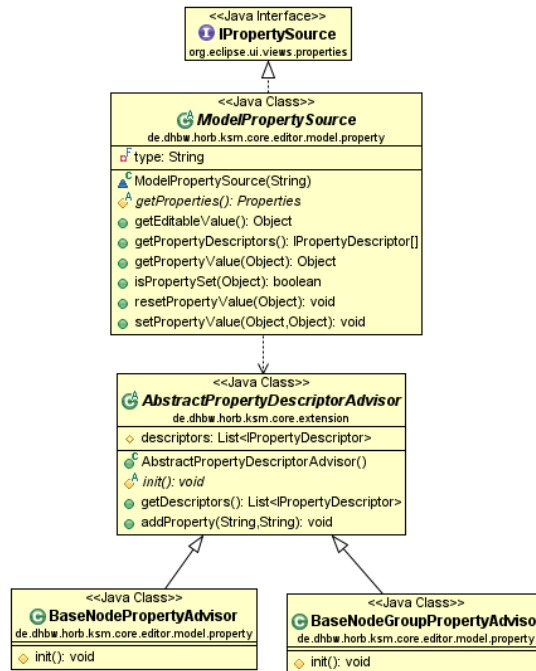 <<Java Interface>>
IPropertySource
org.eclipse.ui.views.properties
<<Java Class>>
ModelPropertySource
de.dhbw.horb.ksm.core.editor.model.property
type: String
ModelPropertySource(String)
getProperties(): Properties
getEditableValue(): Object
getPropertyDescriptors(): IPropertyDescriptor[]
getPropertyValue(Object): Object
isPropertySet(Object): boolean
resetPropertyValue(Object): void
setPropertyValue(Object,Object): void
<<Java Class>>
AbstractPropertyDescriptorAdvisor
de.dhbw.horb.ksm.core.extension
descriptors: List<IPropertyDescriptor>
AbstractPropertyDescriptorAdvisor()
init(): void
getDescriptors(): List<IPropertyDescriptor>
addProperty(String,String): void
<<Java Class>>
BaseNodePropertyAdvisor
de.dhbw.horb.ksm.core.editor.model.property
init(): void
<<Java Class>>
BaseNodeGroupPropertyAdviso
de.dhbw.horb.ksm.core.editor.model.property
init(): void